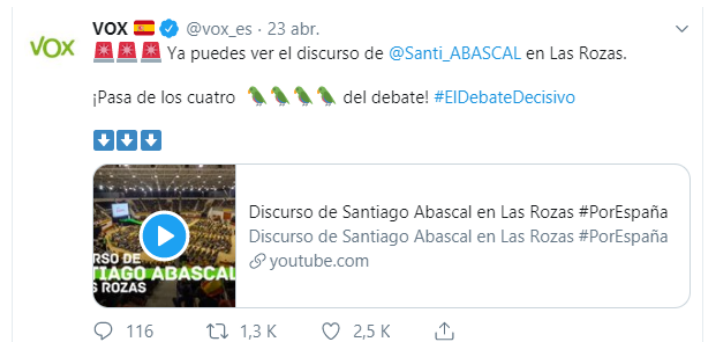 VOX 🇪🇸 @vox_es · 23 abr.
VOX
🚨🚨🚨 Ya puedes ver el discurso de @Santi_ABASCAL en Las Rozas.
¡Pasa de los cuatro 🦜🦜🦜🦜 del debate! #ElDebateDecisivo
⬇️⬇️⬇️
Discurso de Santiago Abascal en Las Rozas #PorEspaña
Discurso de Santiago Abascal en Las Rozas #PorEspaña
youtube.com
RSO DE
TIAGO ABASCAL
S ROZAS
116 1,3 K 2,5 K